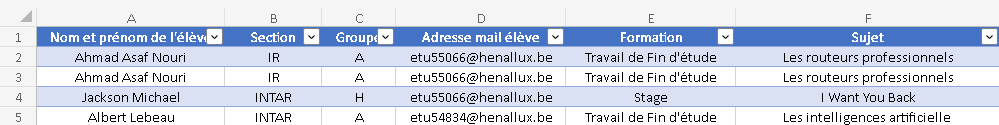 A B C D E F
1 Nom et prénom de l'élève Section Groupe Adresse mail élève Formation Sujet
2 Ahmad Asaf Nouri IR A etu55066@henallux.be Travail de Fin d'étude Les routeurs professionnels
3 Ahmad Asaf Nouri IR A etu55066@henallux.be Travail de Fin d'étude Les routeurs professionnels
4 Jackson Michael INTAR H etu55066@henallux.be Stage I Want You Back
5 Albert Lebeau INTAR A etu54834@henallux.be Travail de Fin d'étude Les intelligences artificielle